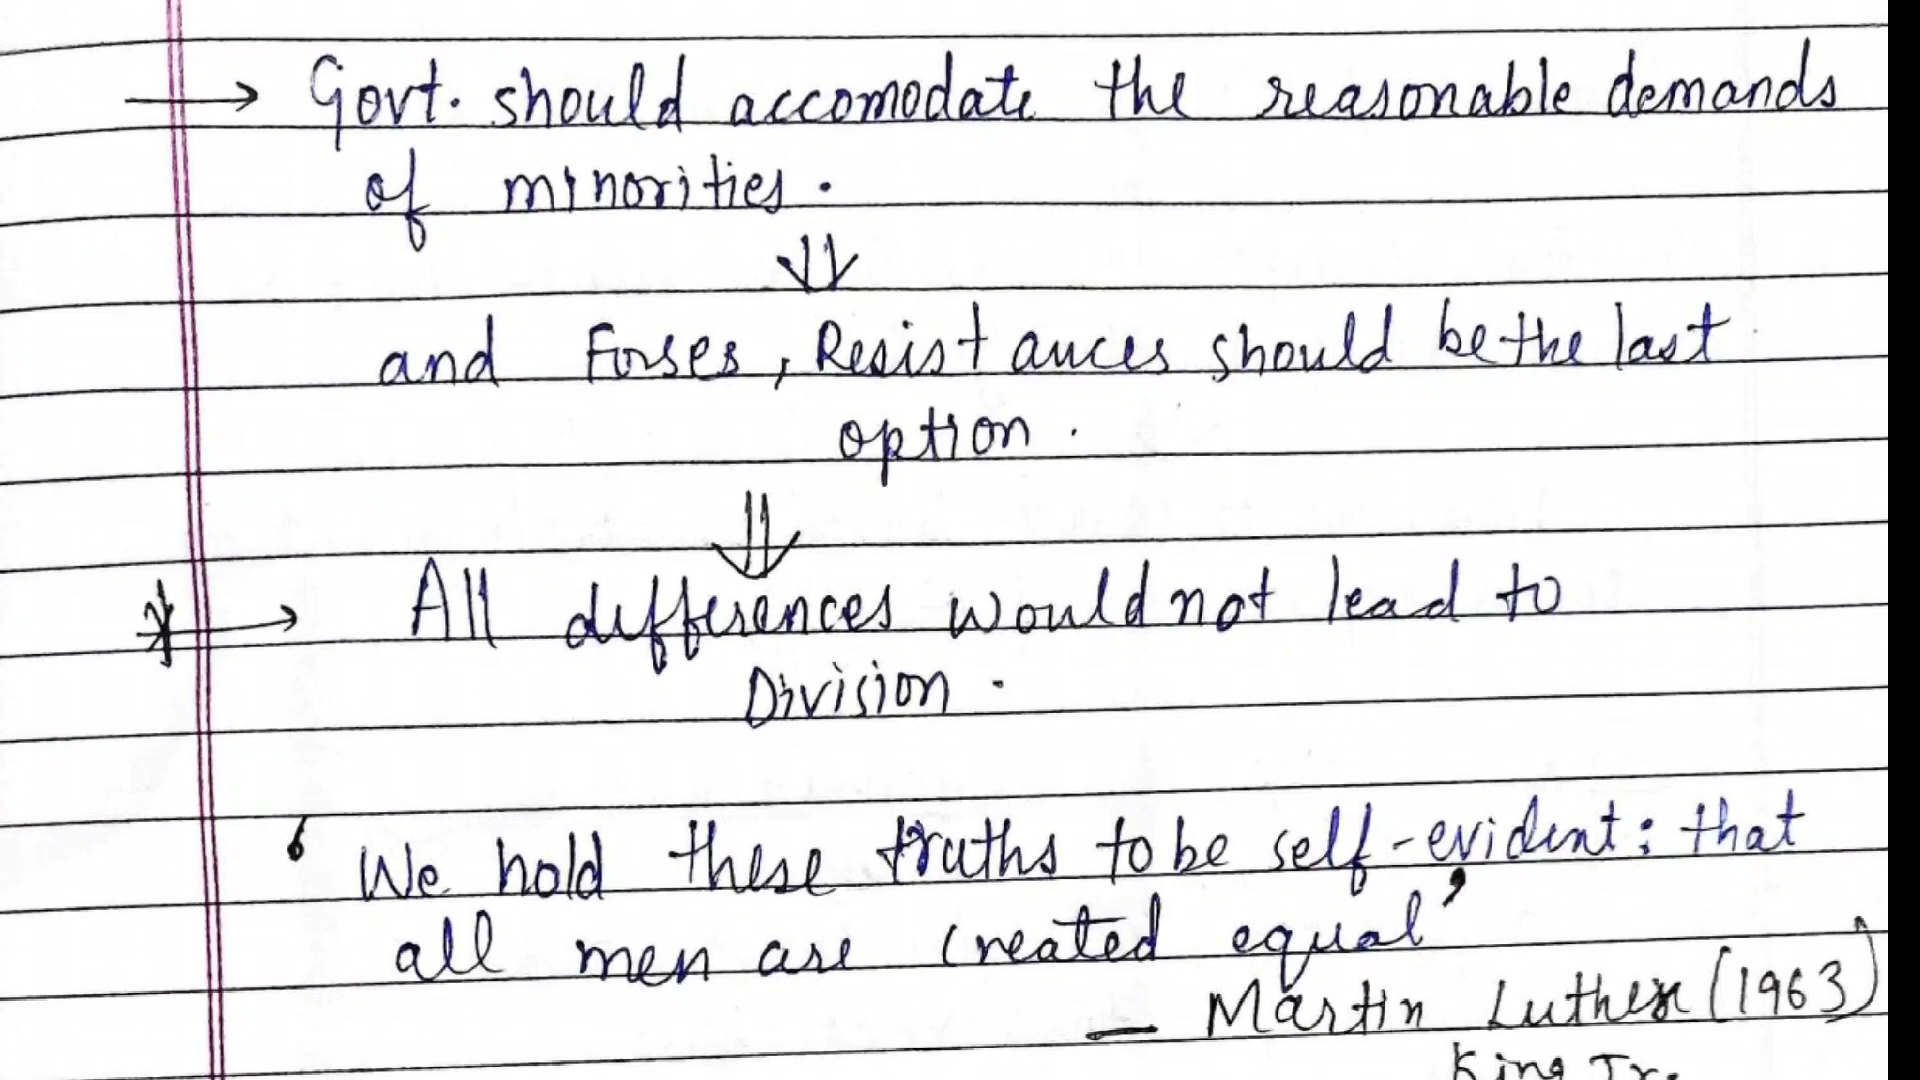 → Govt. should accomodate the reasonable demands
of minorities.
⇓
and Forses, Resistances should be the last
option.
⇓
* → All differences would not lead to
Division.
' We hold these truths to be self-evident: that
all men are created equal'
— Martin Luther (1963)
King Jr.